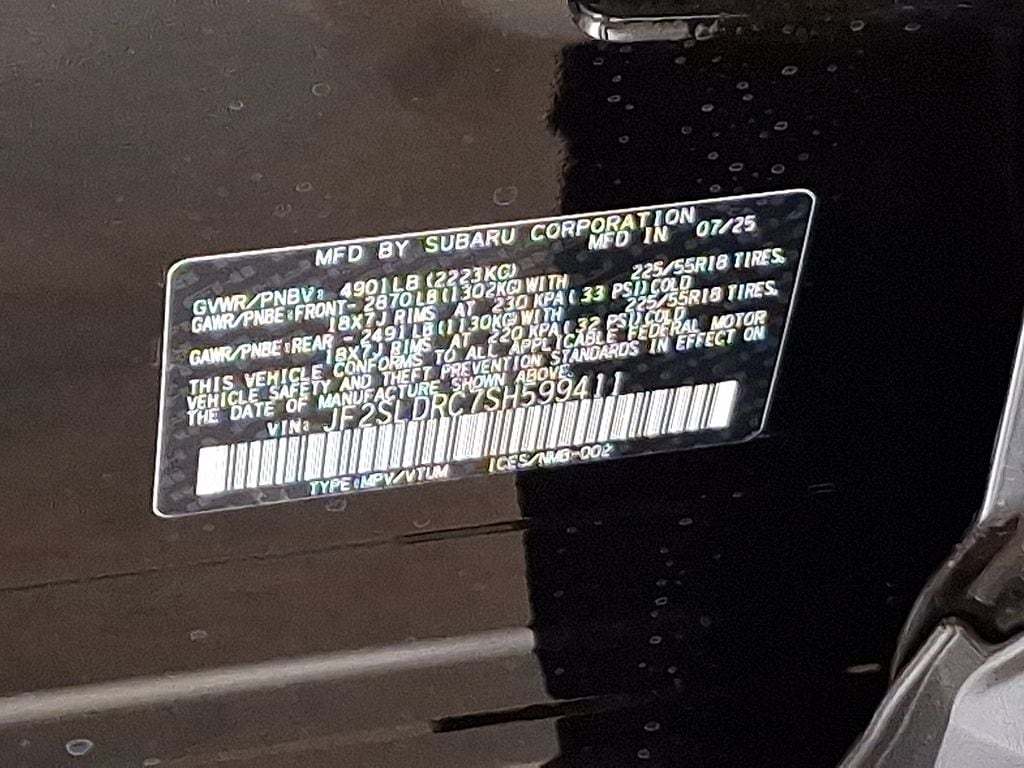 MFD BY SUBARU CORPORATION
MFD IN 07/25
GVWR/PNBV: 4901LB(2223KG)
GAWR/PNBE:FRONT- 2870LB(1302KG)WITH 225/55R18 TIRES,
18X7J RIMS AT 230 KPA( 33 PSI)COLD
GAWR/PNBE:REAR - 2491LB(1130KG)WITH 225/55R18 TIRES,
18X7J RIMS AT 220 KPA( 32 PSI)COLD
THIS VEHICLE CONFORMS TO ALL APPLICABLE FEDERAL MOTOR
VEHICLE SAFETY AND THEFT PREVENTION STANDARDS IN EFFECT ON
THE DATE OF MANUFACTURE SHOWN ABOVE.
VIN: JF2SLDRC7SH599411
TYPE:MPV/VTUM ICES/NMB-002